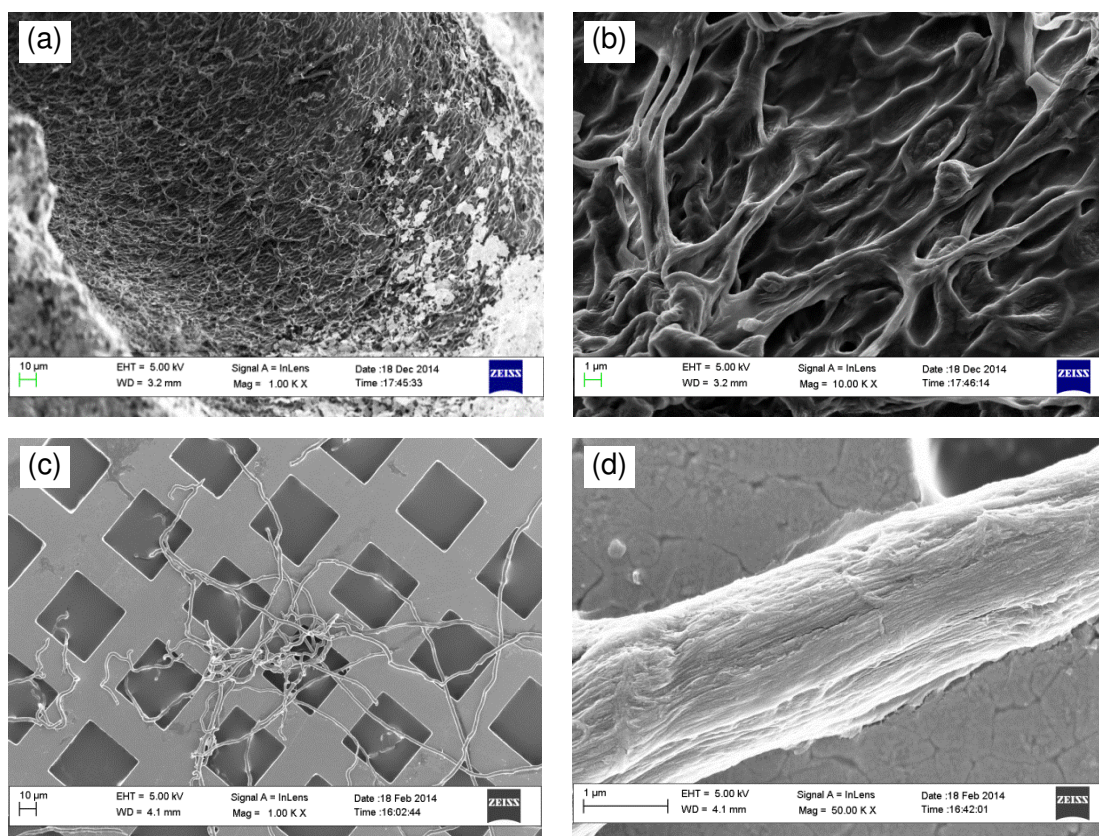 (a)
10 µm EHT = 5.00 kV Signal A = InLens Date :18 Dec 2014 ZEISS
WD = 3.2 mm Mag = 1.00 K X Time :17:45:33
(b)
1 µm EHT = 5.00 kV Signal A = InLens Date :18 Dec 2014 ZEISS
WD = 3.2 mm Mag = 10.00 K X Time :17:46:14
(c)
10 µm EHT = 5.00 kV Signal A = InLens Date :18 Feb 2014 ZEISS
WD = 4.1 mm Mag = 1.00 K X Time :16:02:44
(d)
1 µm EHT = 5.00 kV Signal A = InLens Date :18 Feb 2014 ZEISS
WD = 4.1 mm Mag = 50.00 K X Time :16:42:01